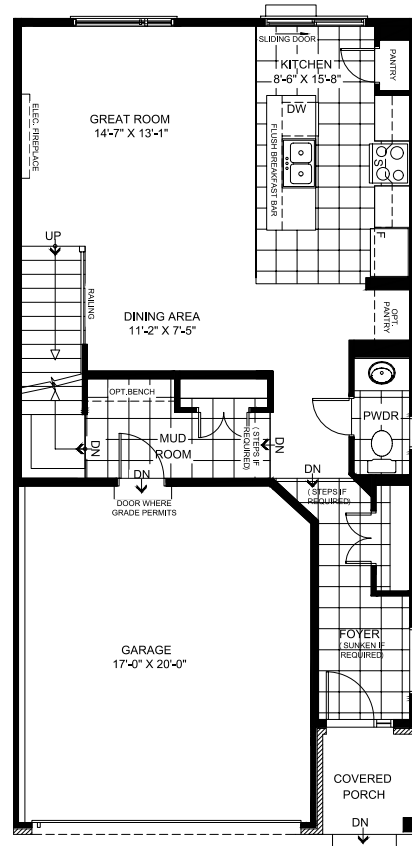 SLIDING DOOR
KITCHEN
8'-6" X 15'-8"
PANTRY
GREAT ROOM
14'-7" X 13'-1"
ELEC. FIREPLACE
DW
FLUSH BREAKFAST BAR
S
F
UP
RAILING
DINING AREA
11'-2" X 7'-5"
OPT.
PANTRY
OPT. BENCH
PWDR
MUD
ROOM
DN
(STEPS IF
REQUIRED)
DN
DN
DOOR WHERE
GRADE PERMITS
DN
(STEPS IF
REQUIRED)
FOYER
(SUNKEN IF
REQUIRED)
GARAGE
17'-0" X 20'-0"
COVERED
PORCH
DN